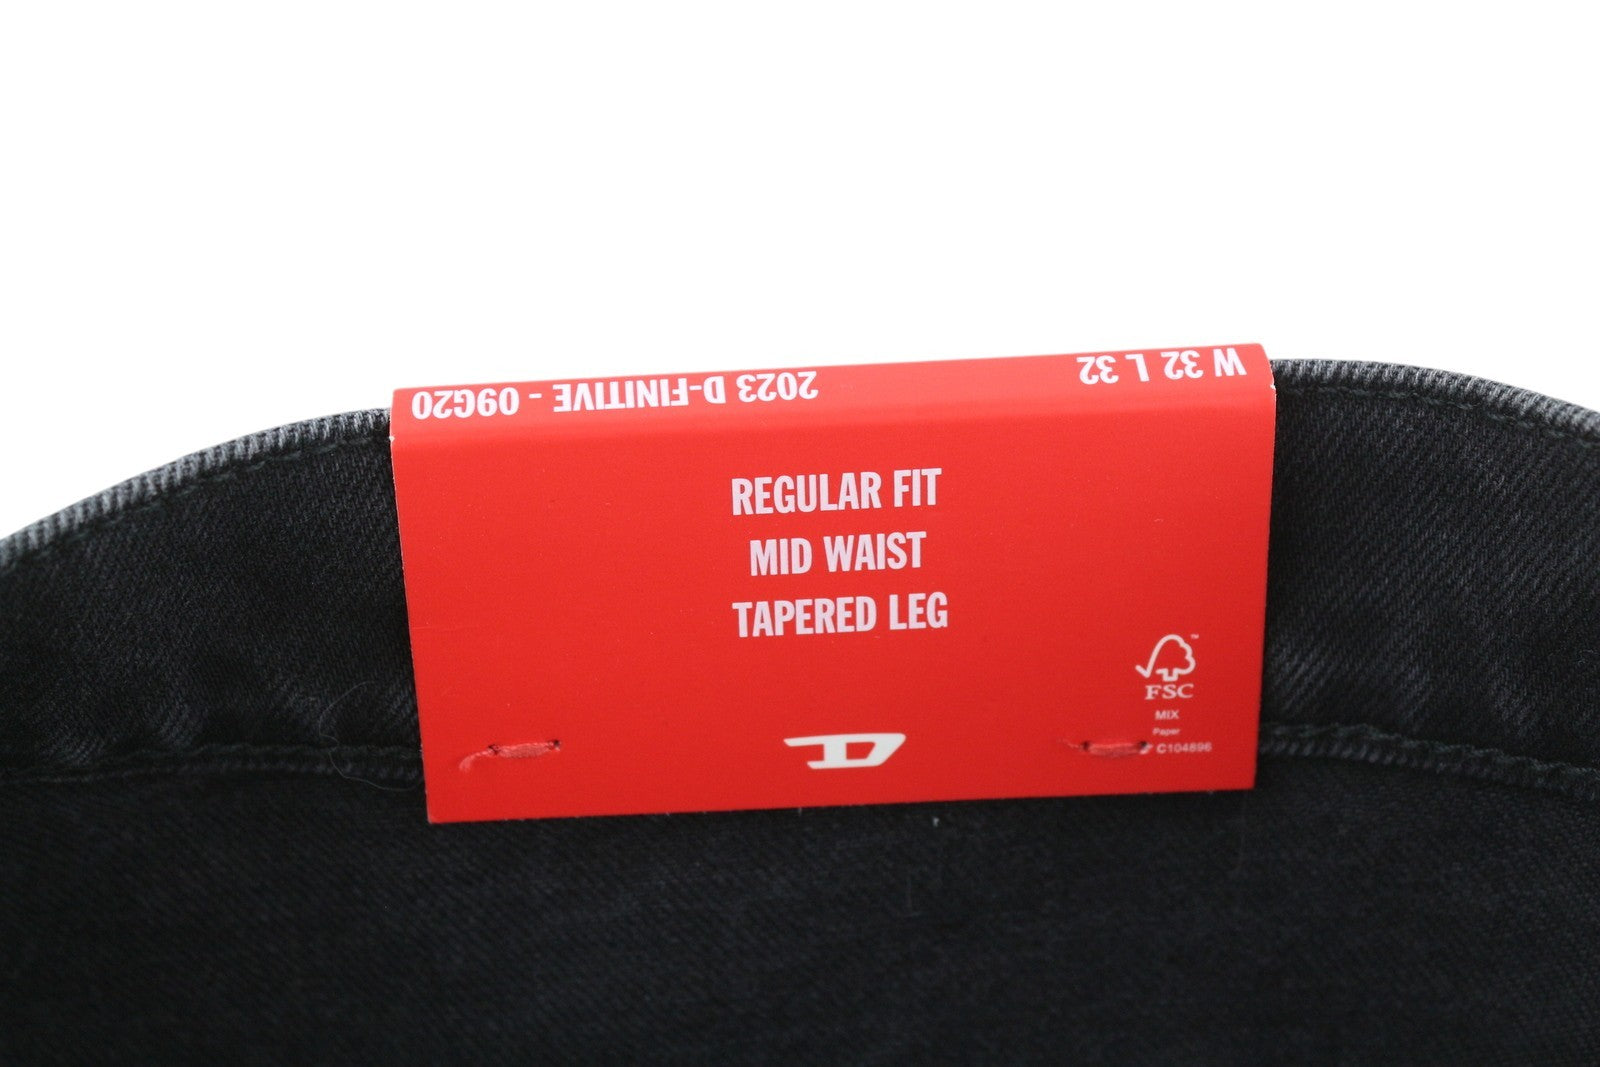 W 32 L 32
2023 D-FINITIVE - 09G20
REGULAR FIT
MID WAIST
TAPERED LEG
FSC
MIX
Paper
C104896
D